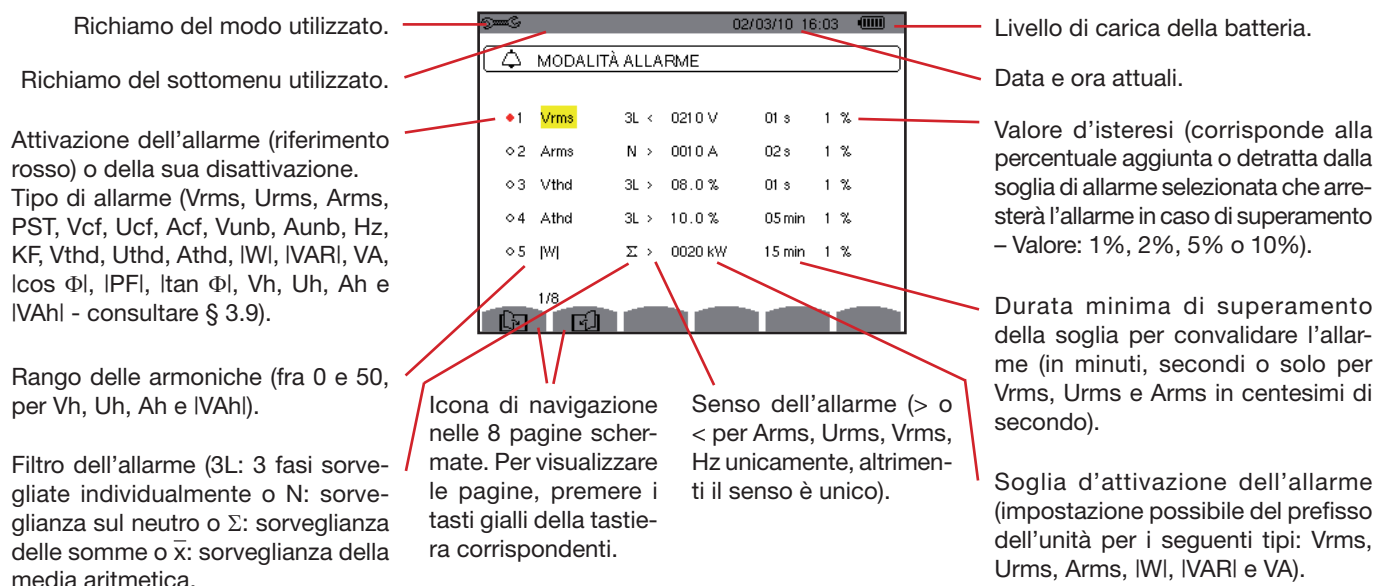 Richiamo del modo utilizzato.
Richiamo del sottomenu utilizzato.
Attivazione dell'allarme (riferimento
rosso) o della sua disattivazione.
Tipo di allarme (Vrms, Urms, Arms,
PST, Vcf, Ucf, Acf, Vunb, Aunb, Hz,
KF, Vthd, Uthd, Athd, |W|, |VAR|, VA,
|cos Φ|, |PF|, |tan Φ|, Vh, Uh, Ah e
|VAh| - consultare § 3.9).
Rango delle armoniche (fra 0 e 50,
per Vh, Uh, Ah e |VAh|).
Filtro dell'allarme (3L: 3 fasi sorve-
gliate individualmente o N: sorve-
glianza sul neutro o Σ: sorveglianza
delle somme o x̅: sorveglianza della
media aritmetica.
02/03/10 16:03
MODALITÀ ALLARME
1 Vrms 3L < 0210 V 01 s 1 %
2 Arms N > 0010 A 02 s 1 %
3 Vthd 3L > 08.0 % 01 s 1 %
4 Athd 3L > 10.0 % 05 min 1 %
5 |W| Σ > 0020 kW 15 min 1 %
1/8
Icona di navigazione
nelle 8 pagine scher-
mate. Per visualizzare
le pagine, premere i
tasti gialli della tastie-
ra corrispondenti.
Senso dell'allarme (> o
< per Arms, Urms, Vrms,
Hz unicamente, altrimen-
ti il senso è unico).
Livello di carica della batteria.
Data e ora attuali.
Valore d'isteresi (corrisponde alla
percentuale aggiunta o detratta dalla
soglia di allarme selezionata che arre-
sterà l'allarme in caso di superamento
– Valore: 1%, 2%, 5% o 10%).
Durata minima di superamento
della soglia per convalidare l'allar-
me (in minuti, secondi o solo per
Vrms, Urms e Arms in centesimi di
secondo).
Soglia d'attivazione dell'allarme
(impostazione possibile del prefisso
dell'unità per i seguenti tipi: Vrms,
Urms, Arms, |W|, |VAR| e VA).